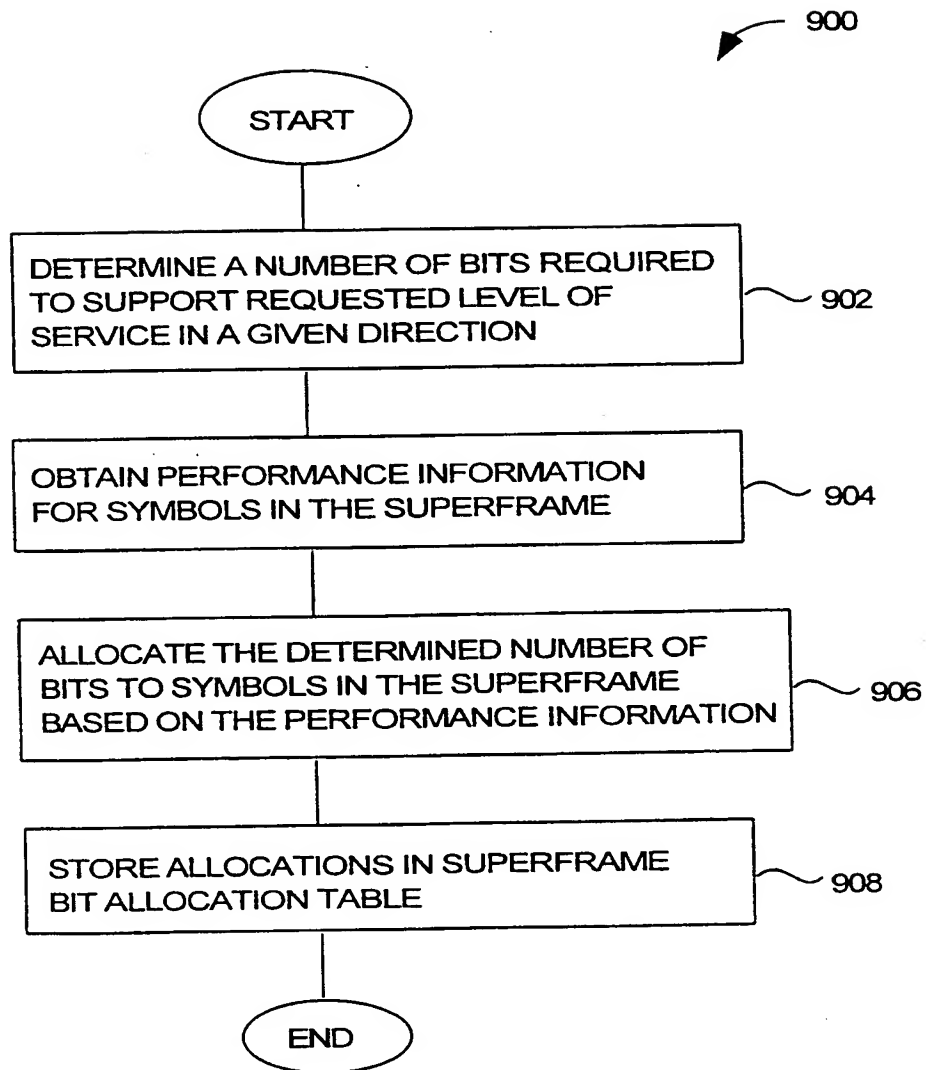 900
START
DETERMINE A NUMBER OF BITS REQUIRED
TO SUPPORT REQUESTED LEVEL OF
SERVICE IN A GIVEN DIRECTION
902
OBTAIN PERFORMANCE INFORMATION
FOR SYMBOLS IN THE SUPERFRAME
904
ALLOCATE THE DETERMINED NUMBER OF
BITS TO SYMBOLS IN THE SUPERFRAME
BASED ON THE PERFORMANCE INFORMATION
906
STORE ALLOCATIONS IN SUPERFRAME
BIT ALLOCATION TABLE
908
END